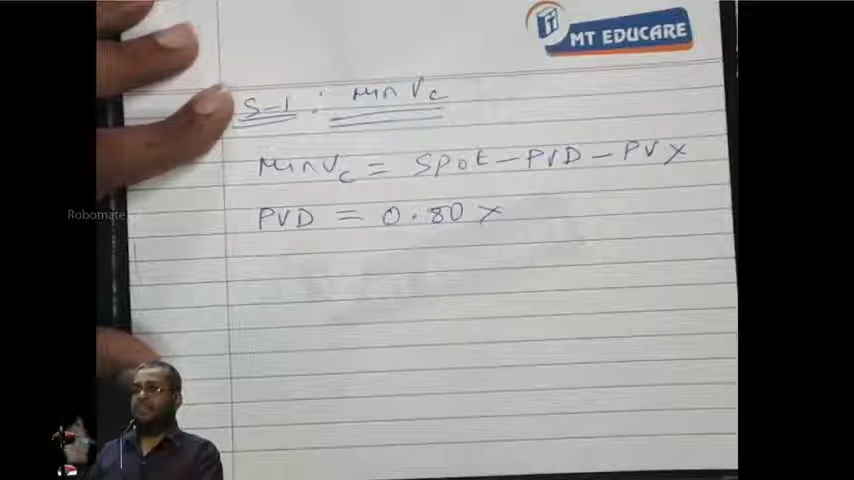 MT EDUCARE
S-1 : Min Vc
Min Vc = Spot - PVD - PV X
Robomate
PVD = 0.80 x